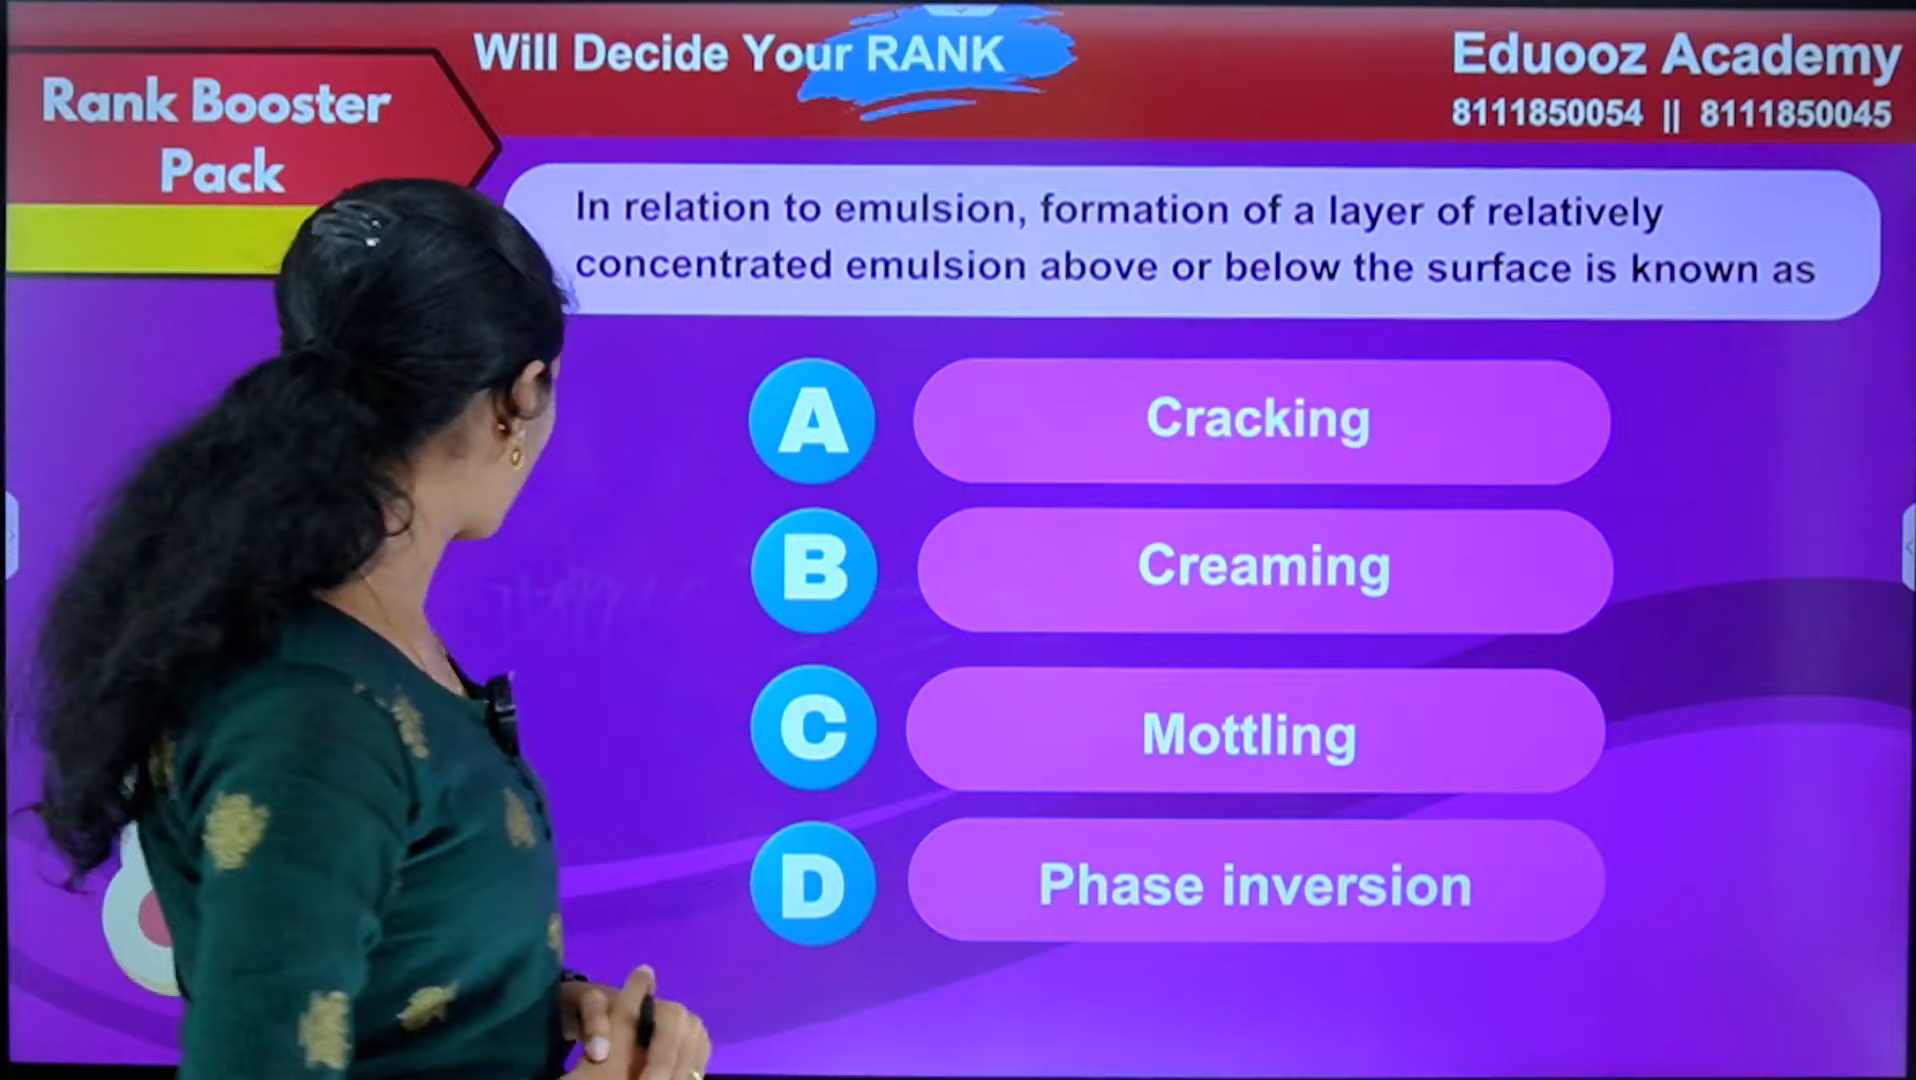 Will Decide Your RANK
Eduooz Academy
8111850054 || 8111850045
Rank Booster
Pack
In relation to emulsion, formation of a layer of relatively
concentrated emulsion above or below the surface is known as
A Cracking
B Creaming
C Mottling
D Phase inversion